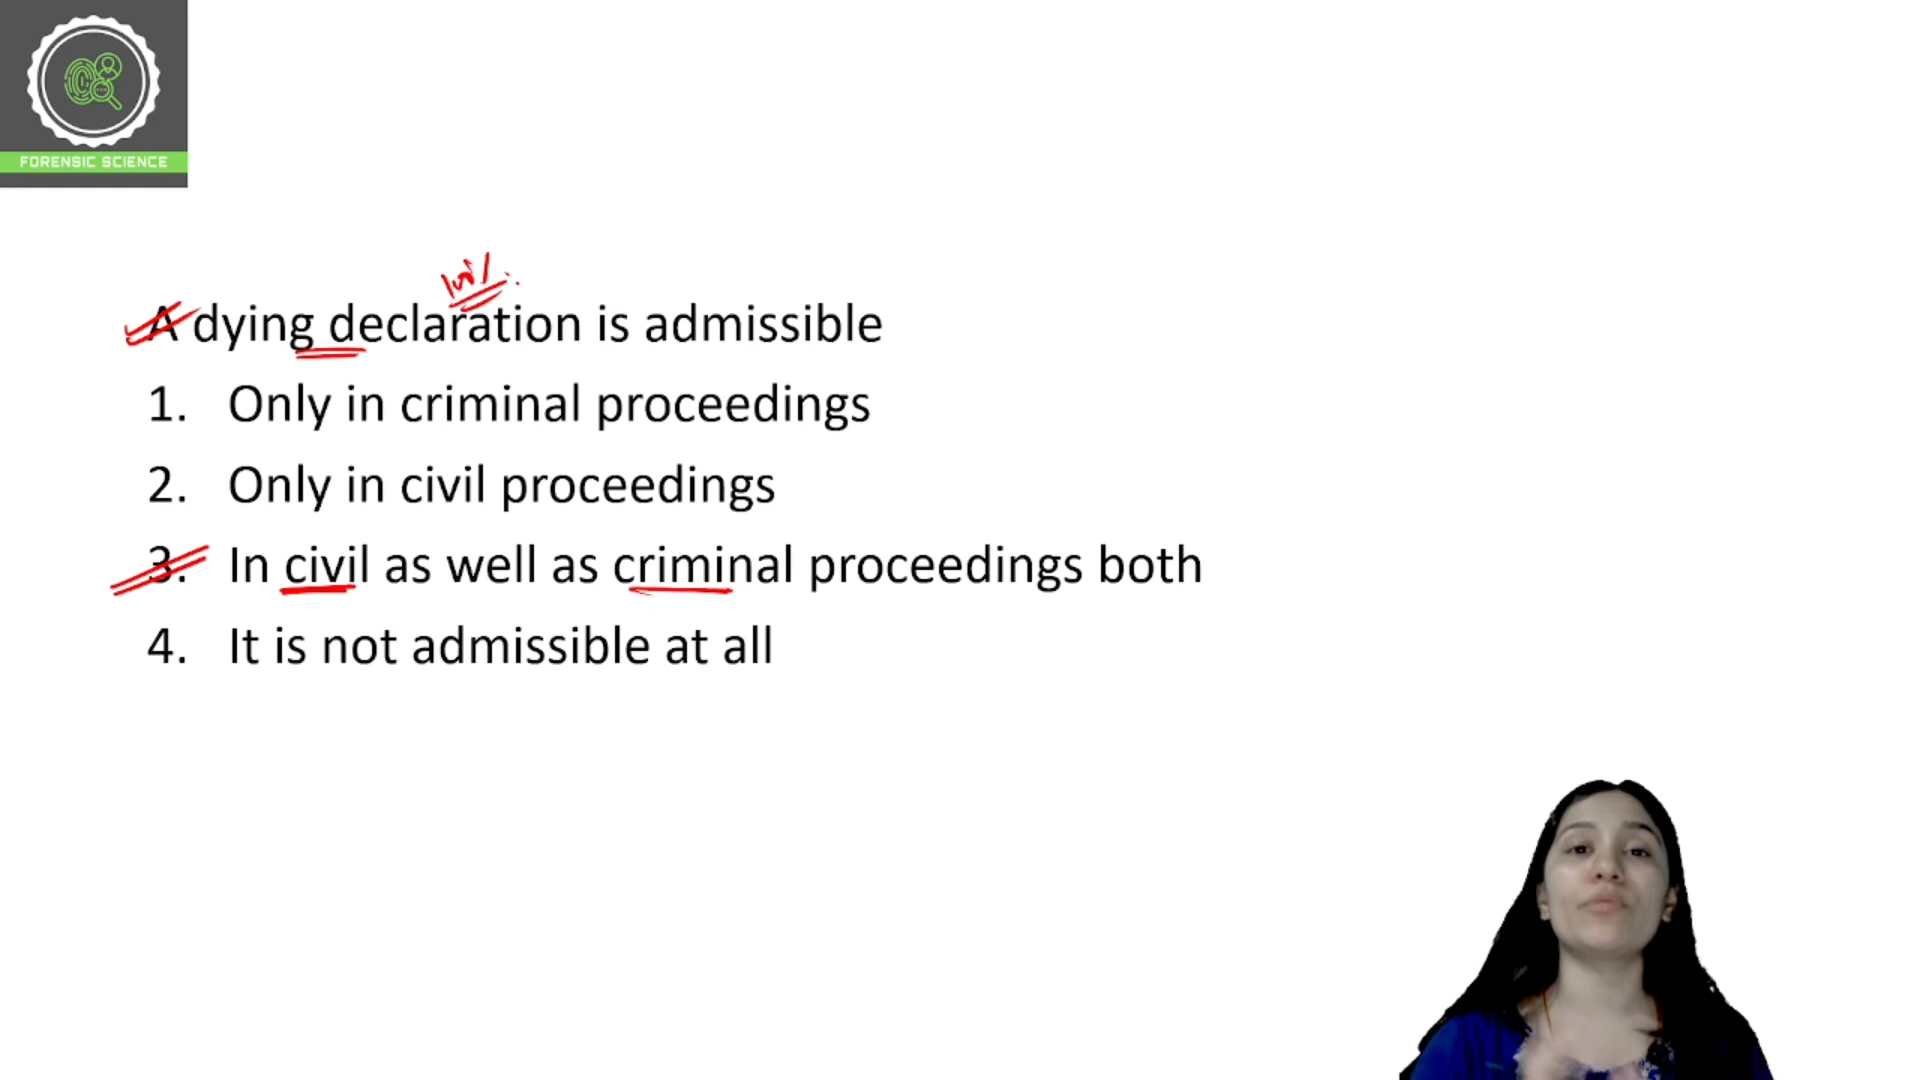 FORENSIC SCIENCE
A dying declaration is admissible
1. Only in criminal proceedings
2. Only in civil proceedings
3. In civil as well as criminal proceedings both
4. It is not admissible at all